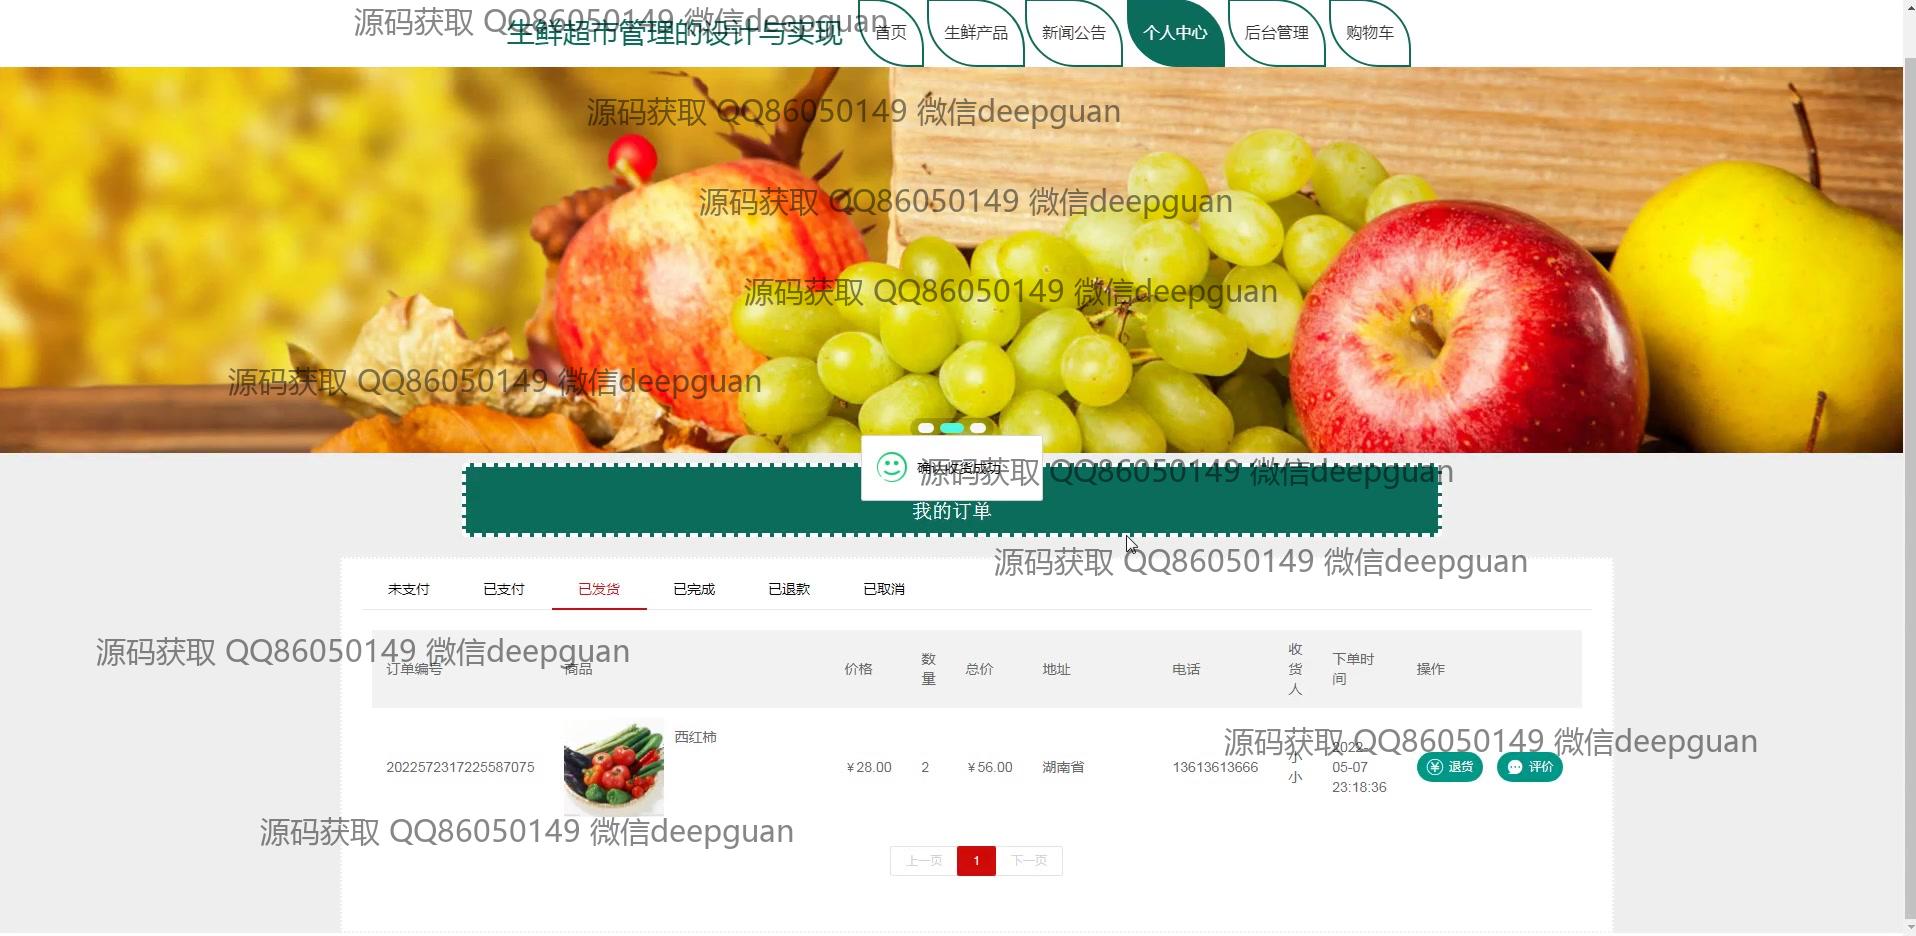 源码获取 QQ86050149 微信deepguan
生鲜超市管理的设计与实现
首页
生鲜产品
新闻公告
个人中心
后台管理
购物车
源码获取 QQ86050149 微信deepguan
源码获取 QQ86050149 微信deepguan
源码获取 QQ86050149 微信deepguan
源码获取 QQ86050149 微信deepguan
确认收货成功
源码获取 QQ86050149 微信deepguan
我的订单
源码获取 QQ86050149 微信deepguan
未支付
已支付
已发货
已完成
已退款
已取消
源码获取 QQ86050149 微信deepguan
订单编号
商品
价格
数
量
总价
地址
电话
收
货
人
下单时
间
操作
源码获取 QQ86050149 微信deepguan
2022572317225587075
西红柿
￥28.00
2
￥56.00
湖南省
13613613666
小
小
2022-
05-07
23:18:36
退货
评价
源码获取 QQ86050149 微信deepguan
上一页
1
下一页